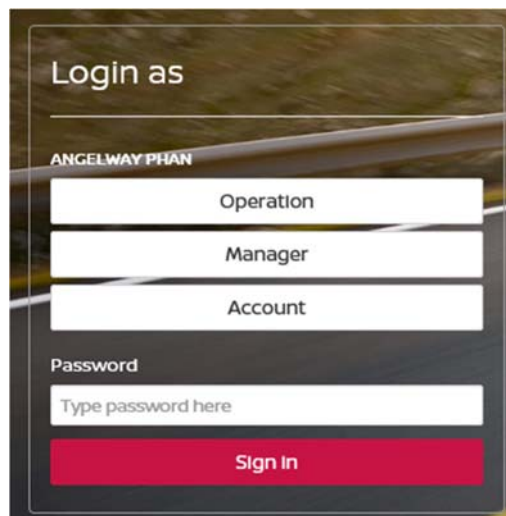 Login as
ANGELWAY PHAN
Operation
Manager
Account
Password
Type password here
Sign in